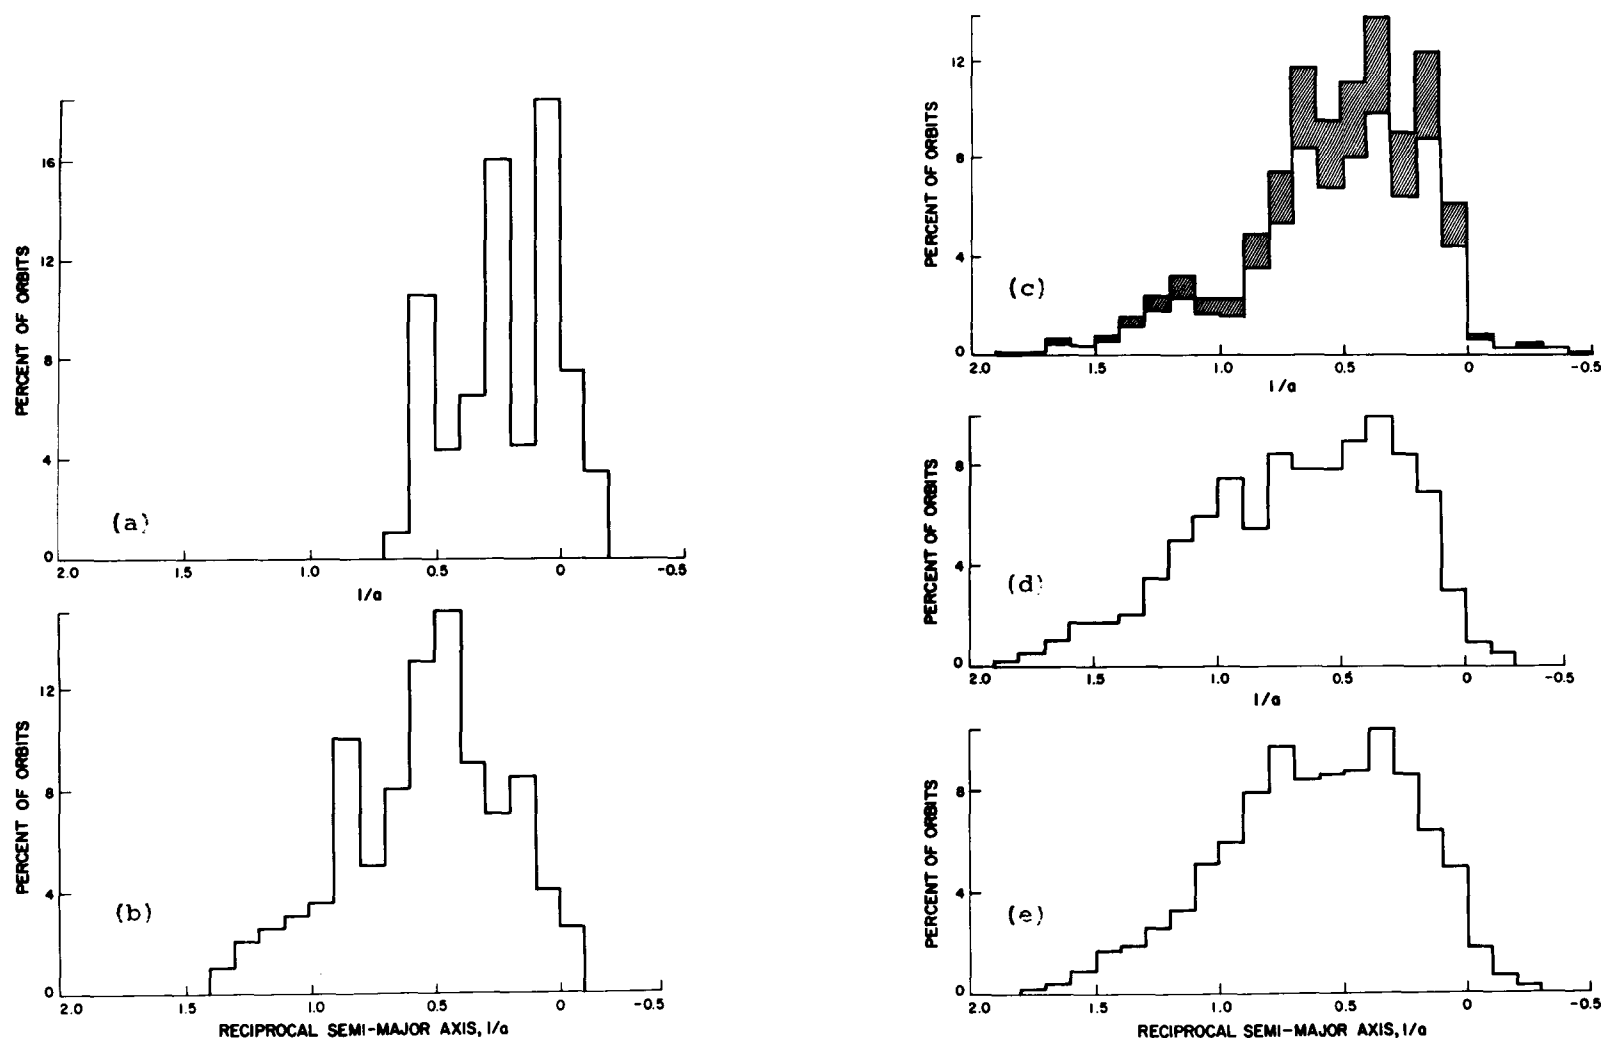 PERCENT OF ORBITS
16
12
8
4
0
(a)
2.0 1.5 1.0 0.5 0 -0.5
1/a
PERCENT OF ORBITS
12
8
4
0
(b)
2.0 1.5 1.0 0.5 0 -0.5
RECIPROCAL SEMI-MAJOR AXIS, 1/a
PERCENT OF ORBITS
12
8
4
0
(c)
2.0 1.5 1.0 0.5 0 -0.5
1/a
PERCENT OF ORBITS
8
4
0
(d)
2.0 1.5 1.0 0.5 0 -0.5
1/a
PERCENT OF ORBITS
8
4
0
(e)
2.0 1.5 1.0 0.5 0 -0.5
RECIPROCAL SEMI-MAJOR AXIS, 1/a